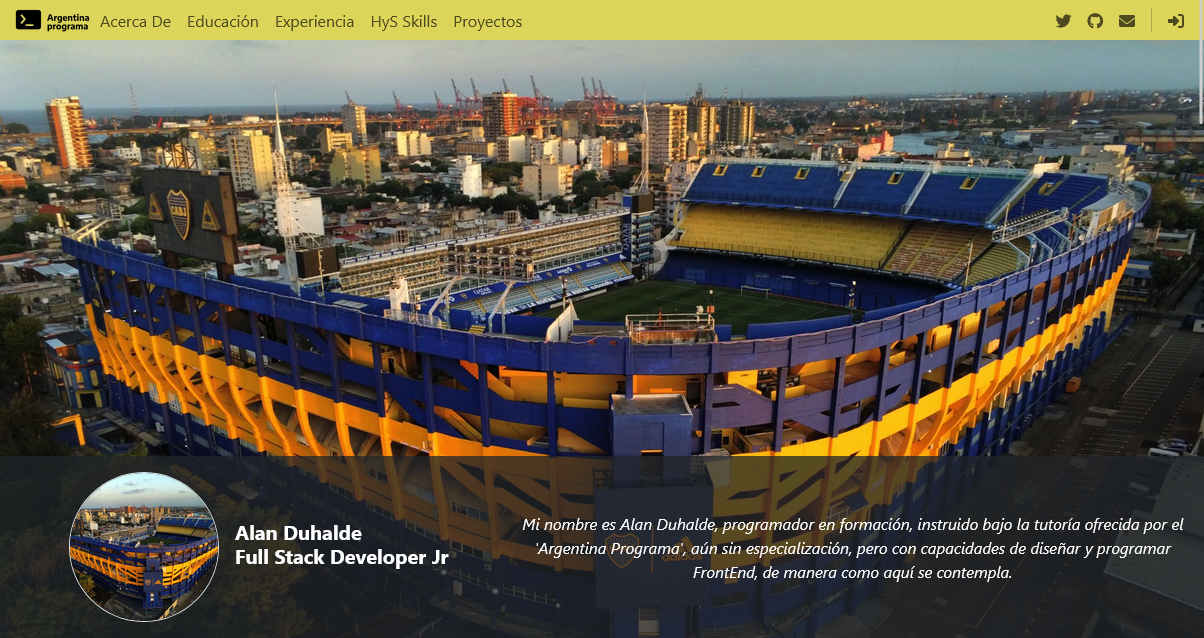 Argentina
programa
Acerca De Educación Experiencia HyS Skills Proyectos
Alan Duhalde
Full Stack Developer Jr
Mi nombre es Alan Duhalde, programador en formación, instruido bajo la tutoría ofrecida por el
'Argentina Programa', aún sin especialización, pero con capacidades de diseñar y programar
FrontEnd, de manera como aquí se contempla.